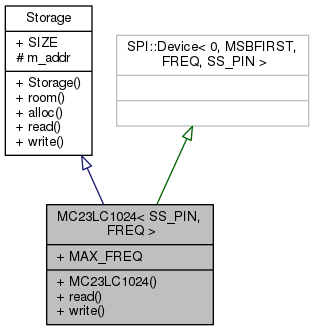 Storage
+ SIZE
# m_addr
+ Storage()
+ room()
+ alloc()
+ read()
+ write()
SPI::Device< 0, MSBFIRST,
FREQ, SS_PIN >
MC23LC1024< SS_PIN,
FREQ >
+ MAX_FREQ
+ MC23LC1024()
+ read()
+ write()